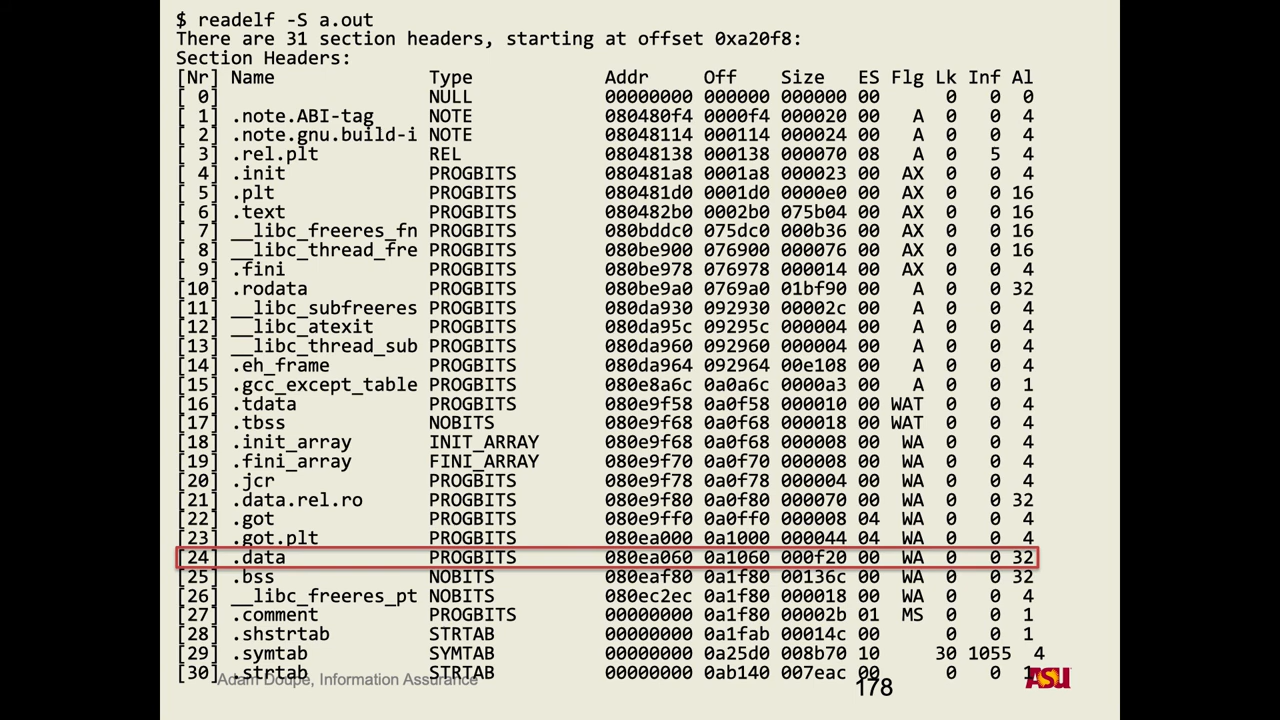 $ readelf -S a.out
There are 31 section headers, starting at offset 0xa20f8:
Section Headers:
[Nr] Name              Type            Addr     Off    Size   ES Flg Lk Inf Al
[ 0]                   NULL            00000000 000000 000000 00      0   0  0
[ 1] .note.ABI-tag     NOTE            080480f4 0000f4 000020 00   A  0   0  4
[ 2] .note.gnu.build-i NOTE            08048114 000114 000024 00   A  0   0  4
[ 3] .rel.plt          REL             08048138 000138 000070 08   A  0   5  4
[ 4] .init             PROGBITS        080481a8 0001a8 000023 00  AX  0   0  4
[ 5] .plt              PROGBITS        080481d0 0001d0 0000e0 00  AX  0   0 16
[ 6] .text             PROGBITS        080482b0 0002b0 075b04 00  AX  0   0 16
[ 7] __libc_freeres_fn PROGBITS        080bddc0 075dc0 000b36 00  AX  0   0 16
[ 8] __libc_thread_fre PROGBITS        080be900 076900 000076 00  AX  0   0 16
[ 9] .fini             PROGBITS        080be978 076978 000014 00  AX  0   0  4
[10] .rodata           PROGBITS        080be9a0 0769a0 01bf90 00   A  0   0 32
[11] __libc_subfreeres PROGBITS        080da930 092930 00002c 00   A  0   0  4
[12] __libc_atexit     PROGBITS        080da95c 09295c 000004 00   A  0   0  4
[13] __libc_thread_sub PROGBITS        080da960 092960 000004 00   A  0   0  4
[14] .eh_frame         PROGBITS        080da964 092964 00e108 00   A  0   0  4
[15] .gcc_except_table PROGBITS        080e8a6c 0a0a6c 0000a3 00   A  0   0  1
[16] .tdata            PROGBITS        080e9f58 0a0f58 000010 00 WAT  0   0  4
[17] .tbss             NOBITS          080e9f68 0a0f68 000018 00 WAT  0   0  4
[18] .init_array       INIT_ARRAY      080e9f68 0a0f68 000008 00  WA  0   0  4
[19] .fini_array       FINI_ARRAY      080e9f70 0a0f70 000008 00  WA  0   0  4
[20] .jcr              PROGBITS        080e9f78 0a0f78 000004 00  WA  0   0  4
[21] .data.rel.ro      PROGBITS        080e9f80 0a0f80 000070 00  WA  0   0 32
[22] .got              PROGBITS        080e9ff0 0a0ff0 000008 04  WA  0   0  4
[23] .got.plt          PROGBITS        080ea000 0a1000 000044 04  WA  0   0  4
[24] .data             PROGBITS        080ea060 0a1060 000f20 00  WA  0   0 32
[25] .bss              NOBITS          080eaf80 0a1f80 00136c 00  WA  0   0 32
[26] __libc_freeres_pt NOBITS          080ec2ec 0a1f80 000018 00  WA  0   0  4
[27] .comment          PROGBITS        00000000 0a1f80 00002b 01  MS  0   0  1
[28] .shstrtab         STRTAB          00000000 0a1fab 00014c 00      0   0  1
[29] .symtab           SYMTAB          00000000 0a25d0 008b70 10     30 1055  4
[30] .strtab           STRTAB          00000000 0ab140 007eac 00      0   0  1
Adam Doupé, Information Assurance
178
ASU